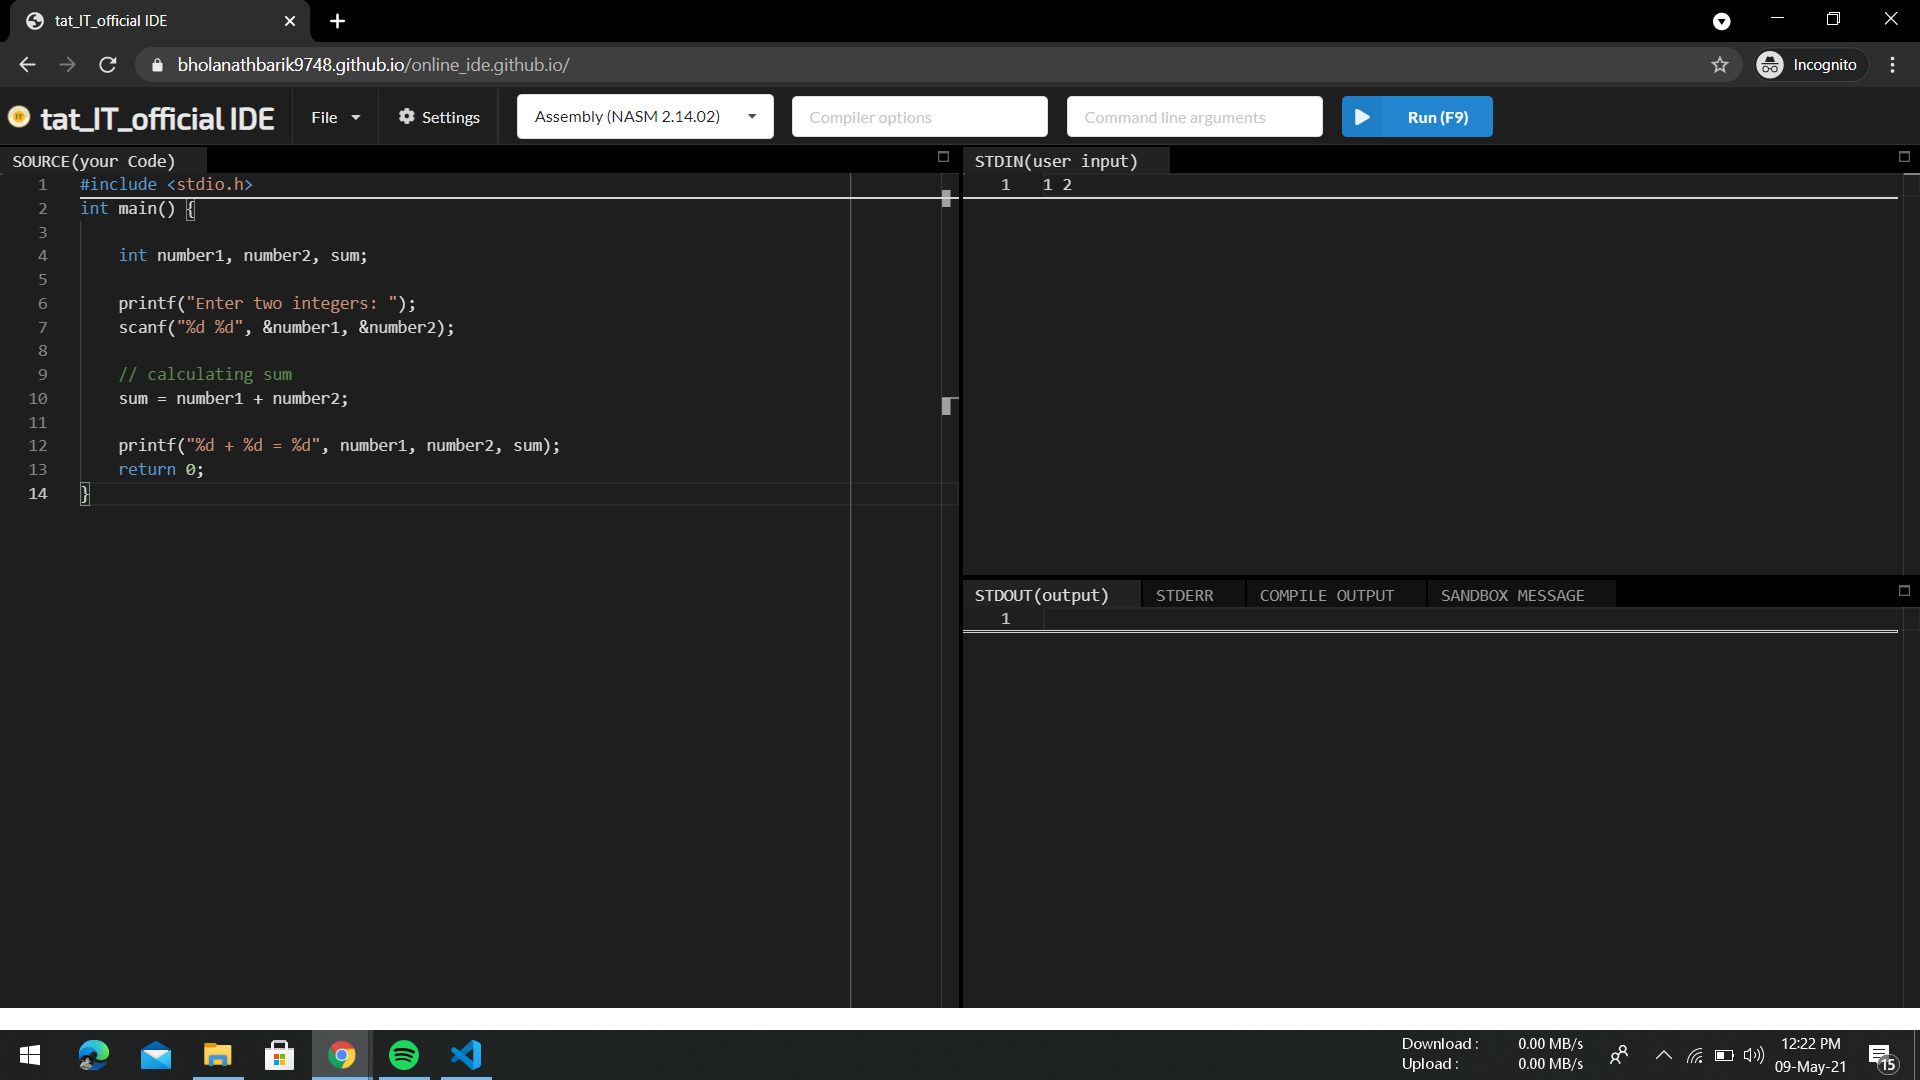 tat_IT_official IDE
bholanathbarik9748.github.io/online_ide.github.io/
Incognito
tat_IT_official IDE
File
Settings
Assembly (NASM 2.14.02)
Compiler options
Command line arguments
Run (F9)
SOURCE(your Code)
1 #include <stdio.h>
2 int main() {
3
4 int number1, number2, sum;
5
6 printf("Enter two integers: ");
7 scanf("%d %d", &number1, &number2);
8
9 // calculating sum
10 sum = number1 + number2;
11
12 printf("%d + %d = %d", number1, number2, sum);
13 return 0;
14 }
STDIN(user input)
1 1 2
STDOUT(output) STDERR COMPILE OUTPUT SANDBOX MESSAGE
1
Download : 0.00 MB/s
Upload : 0.00 MB/s
12:22 PM
09-May-21
15